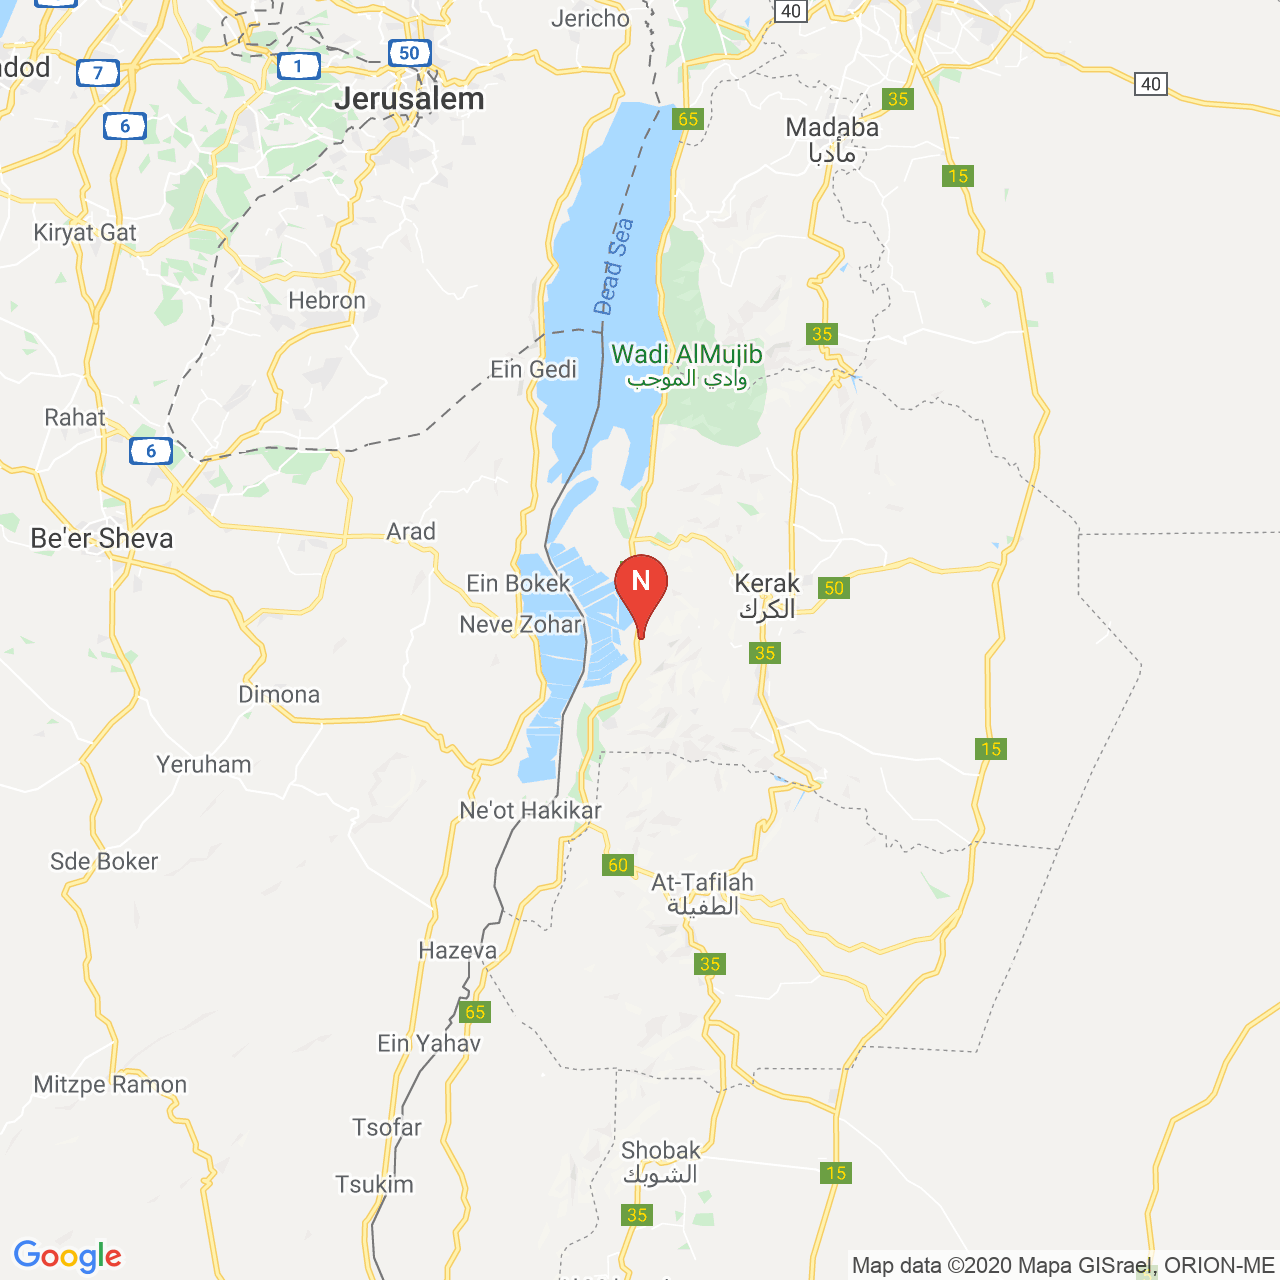 Jericho
40
50
1
7
dod
6
Jerusalem
35
40
65
Madaba
مأدبا
15
Kiryat Gat
Dead Sea
Hebron
35
Wadi AlMujib
وادي الموجب
Ein Gedi
Rahat
6
Be'er Sheva
Arad
Ein Bokek
N
Kerak
الكرك
50
Neve Zohar
35
Dimona
15
Yeruham
Ne'ot Hakikar
Sde Boker
60
At-Tafilah
الطفيلة
Hazeva
35
65
Ein Yahav
Mitzpe Ramon
Tsofar
Shobak
الشوبك
15
Tsukim
35
Google
Map data ©2020 Mapa GISrael, ORION-ME